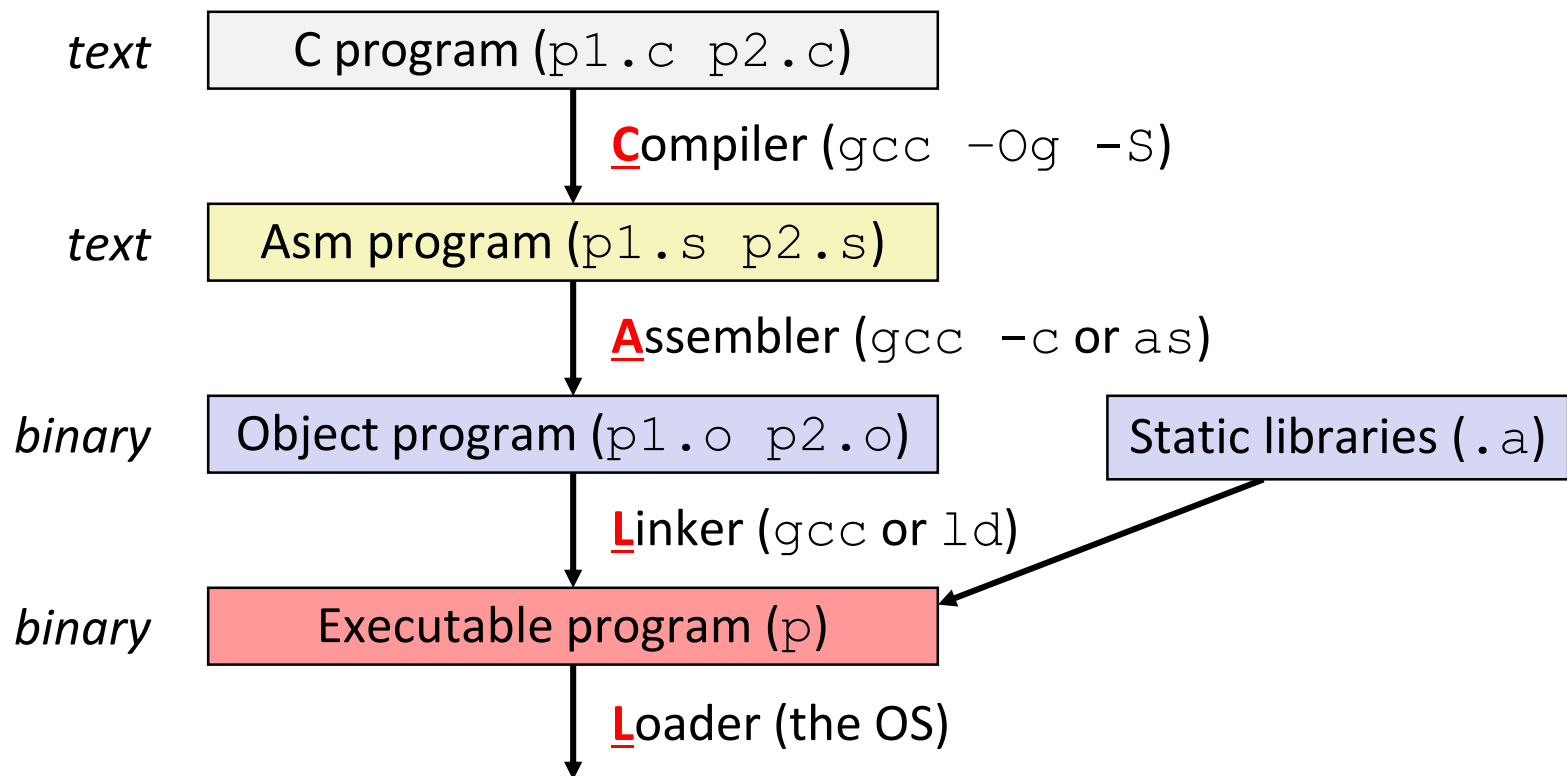 text C program (p1.c p2.c)
Compiler (gcc –Og -S)
text Asm program (p1.s p2.s)
Assembler (gcc -c or as)
binary Object program (p1.o p2.o) Static libraries (.a)
Linker (gcc or ld)
binary Executable program (p)
Loader (the OS)